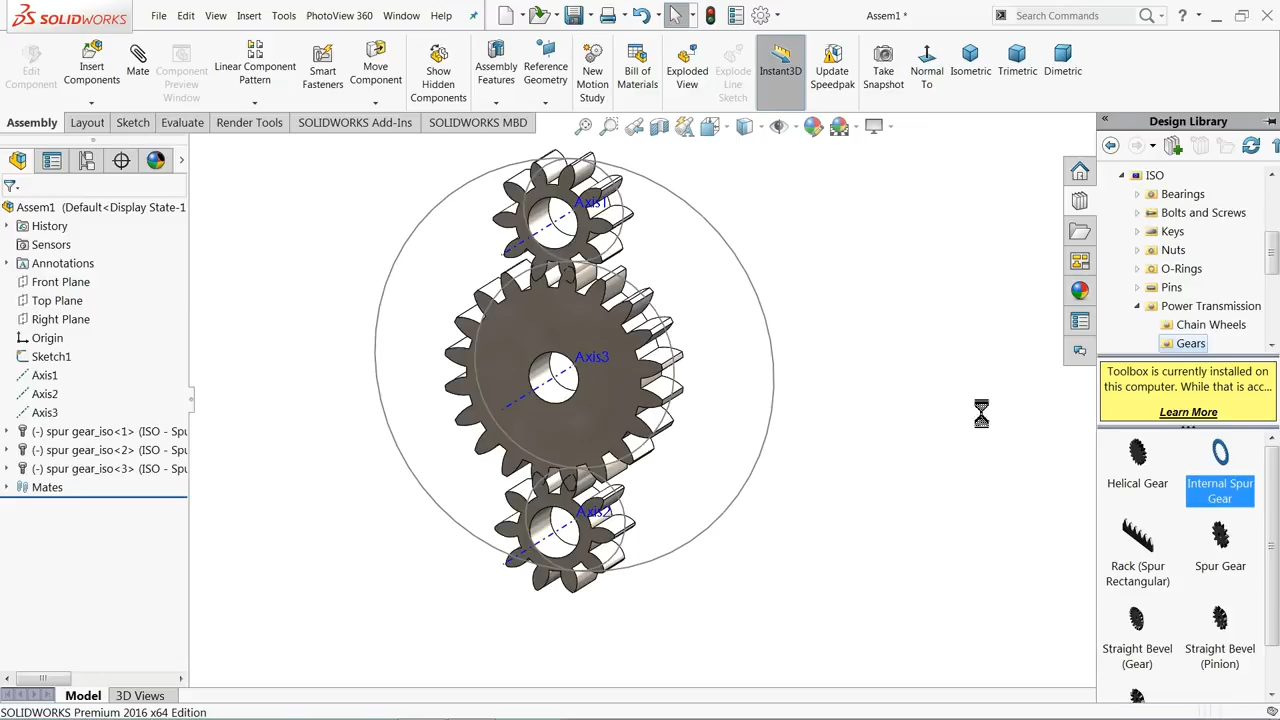 SOLIDWORKS
File Edit View Insert Tools PhotoView 360 Window Help
Assem1 *
Search Commands
Edit Component
Insert Components
Mate
Component Preview Window
Linear Component Pattern
Smart Fasteners
Move Component
Show Hidden Components
Assembly Features
Reference Geometry
New Motion Study
Bill of Materials
Exploded View
Explode Line Sketch
Instant3D
Update Speedpak
Take Snapshot
Normal To
Isometric
Trimetric
Dimetric
Assembly Layout Sketch Evaluate Render Tools SOLIDWORKS Add-Ins SOLIDWORKS MBD
Assem1 (Default<Display State-1
History
Sensors
Annotations
Front Plane
Top Plane
Right Plane
Origin
Sketch1
Axis1
Axis2
Axis3
(-) spur gear_iso<1> (ISO - Spu
(-) spur gear_iso<2> (ISO - Spu
(-) spur gear_iso<3> (ISO - Spu
Mates
Axis1
Axis3
Axis2
Design Library
ISO
Bearings
Bolts and Screws
Keys
Nuts
O-Rings
Pins
Power Transmission
Chain Wheels
Gears
Toolbox is currently installed on
this computer. While that is acc...
Learn More
Helical Gear
Internal Spur Gear
Rack (Spur Rectangular)
Spur Gear
Straight Bevel (Gear)
Straight Bevel (Pinion)
Model 3D Views
SOLIDWORKS Premium 2016 x64 Edition